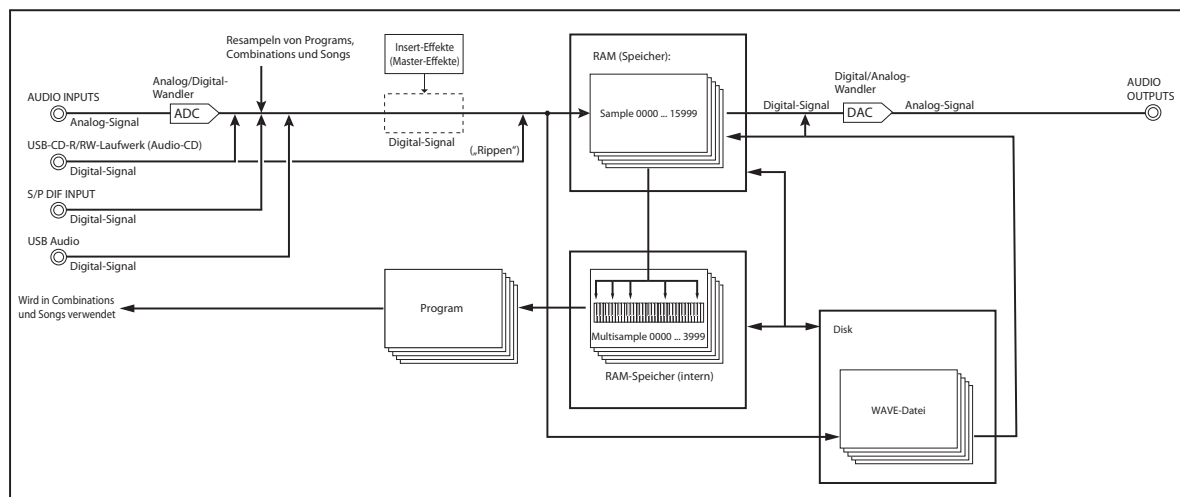 Resampeln von Programs,
Combinations und Songs
Insert-Effekte
(Master-Effekte)
RAM (Speicher):
Analog/Digital-
Wandler
Digital/Analog-
Wandler
AUDIO
OUTPUTS
AUDIO INPUTS
ADC
Sample 0000 ... 15999
Digital-Signal
DAC
Analog-Signal
Analog-Signal
Digital-Signal
USB-CD-R/RW-Laufwerk (Audio-CD)
(„Rippen“)
Digital-Signal
S/P DIF INPUT
Digital-Signal
USB Audio
Digital-Signal
Wird in Combinations
und Songs verwendet
Program
Multisample 0000 ... 3999
RAM-Speicher (intern)
Disk
WAVE-Datei